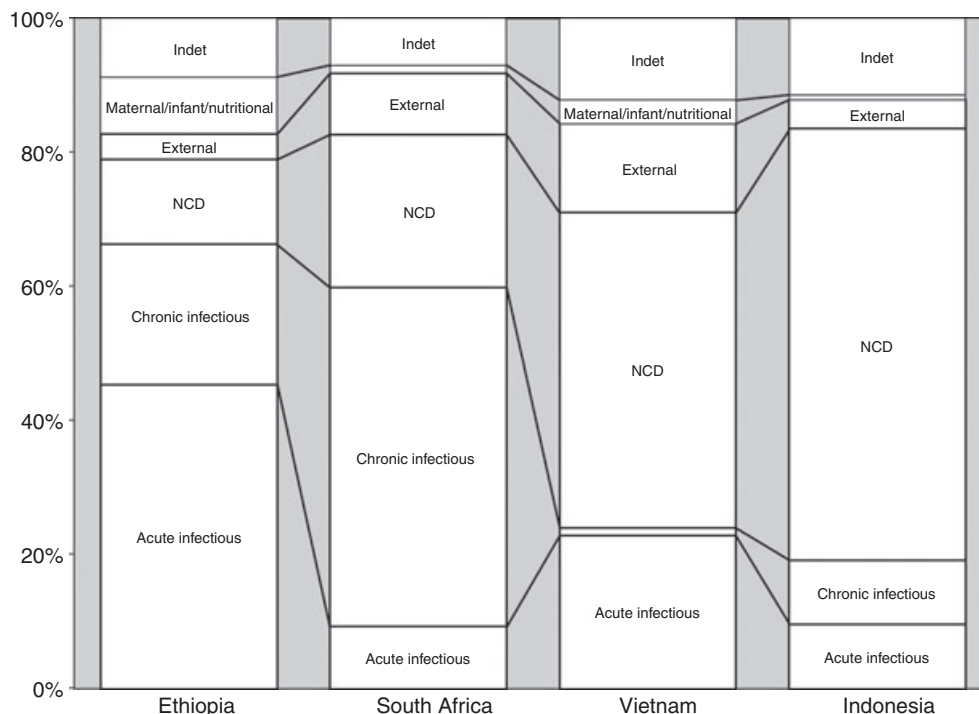 100%
80%
60%
40%
20%
0%
Indet
Maternal/infant/nutritional
External
NCD
Chronic infectious
Acute infectious
Indet
External
NCD
Chronic infectious
Acute infectious
Indet
Maternal/infant/nutritional
External
NCD
Acute infectious
Indet
External
NCD
Chronic infectious
Acute infectious
Ethiopia
South Africa
Vietnam
Indonesia